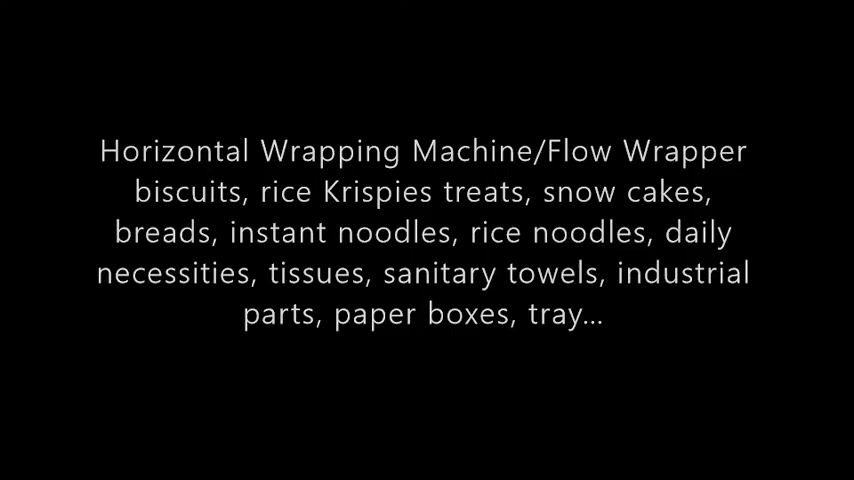 Horizontal Wrapping Machine/Flow Wrapper
biscuits, rice Krispies treats, snow cakes,
breads, instant noodles, rice noodles, daily
necessities, tissues, sanitary towels, industrial
parts, paper boxes, tray...